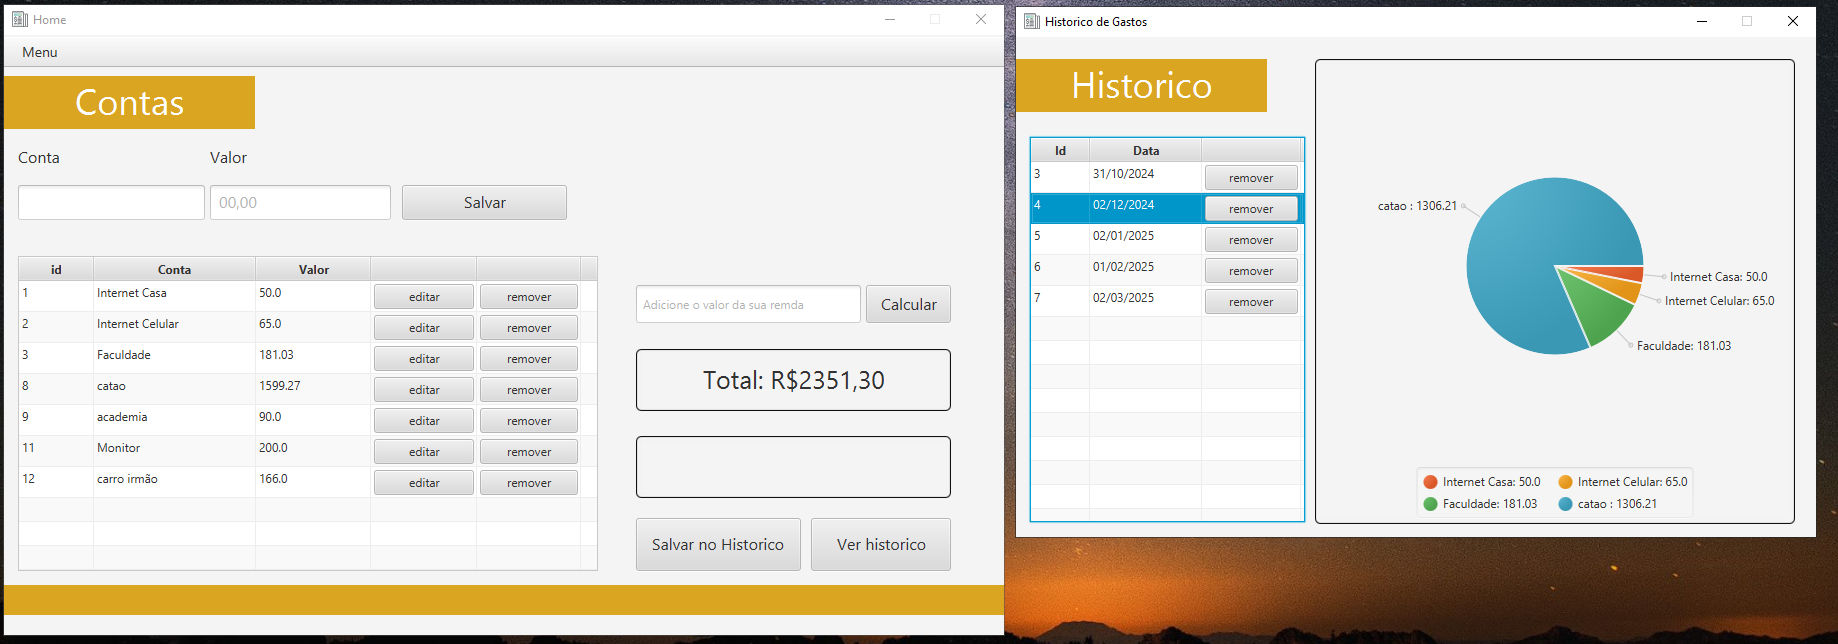 Home
Menu
Contas
Conta Valor
00,00 Salvar
id Conta Valor
1 Internet Casa 50.0 editar remover
2 Internet Celular 65.0 editar remover
3 Faculdade 181.03 editar remover
8 catao 1599.27 editar remover
9 academia 90.0 editar remover
11 Monitor 200.0 editar remover
12 carro irmão 166.0 editar remover
Adicione o valor da sua remda Calcular
Total: R$2351,30
Salvar no Historico Ver historico
Historico de Gastos
Historico
Id Data
3 31/10/2024 remover
4 02/12/2024 remover
5 02/01/2025 remover
6 01/02/2025 remover
7 02/03/2025 remover
catao : 1306.21
Internet Casa: 50.0
Internet Celular: 65.0
Faculdade: 181.03
Internet Casa: 50.0 Internet Celular: 65.0
Faculdade: 181.03 catao : 1306.21